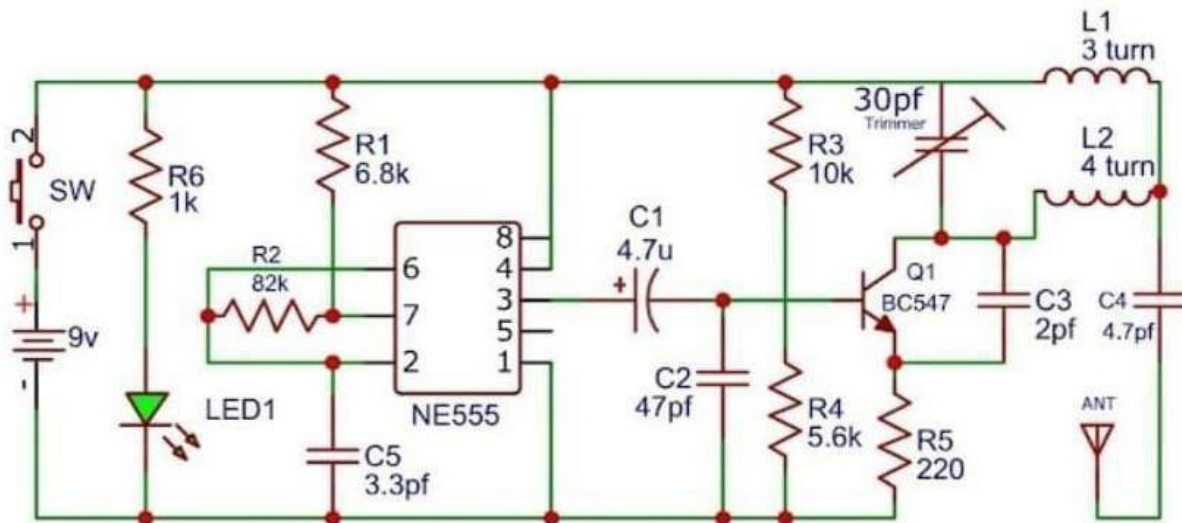 L1
3 turn
30pf
Trimmer
L2
4 turn
2
SW
1
R6
1k
R1
6.8k
R3
10k
R2
82k
C1
4.7u
+
6
7
2
8
4
3
5
1
NE555
Q1
BC547
C3
2pf
C4
4.7pf
+
9v
-
LED1
C2
47pf
R4
5.6k
R5
220
ANT
C5
3.3pf